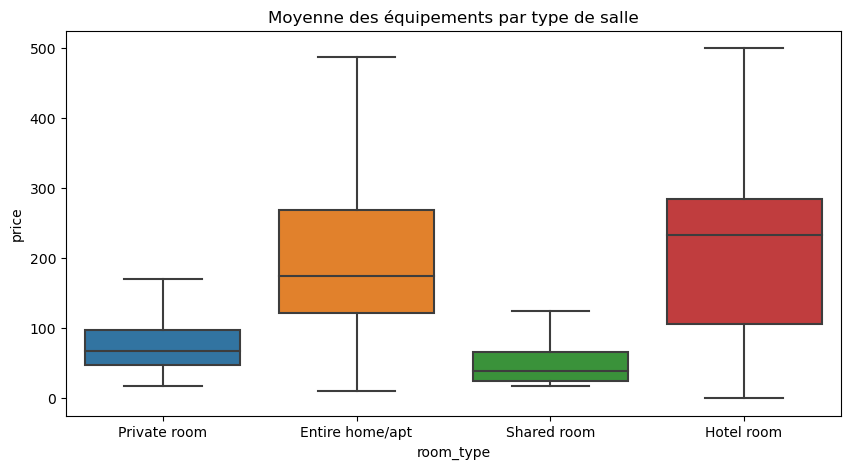 Moyenne des équipements par type de salle
500
400
300
200
100
0
price
Private room
Entire home/apt
Shared room
Hotel room
room_type